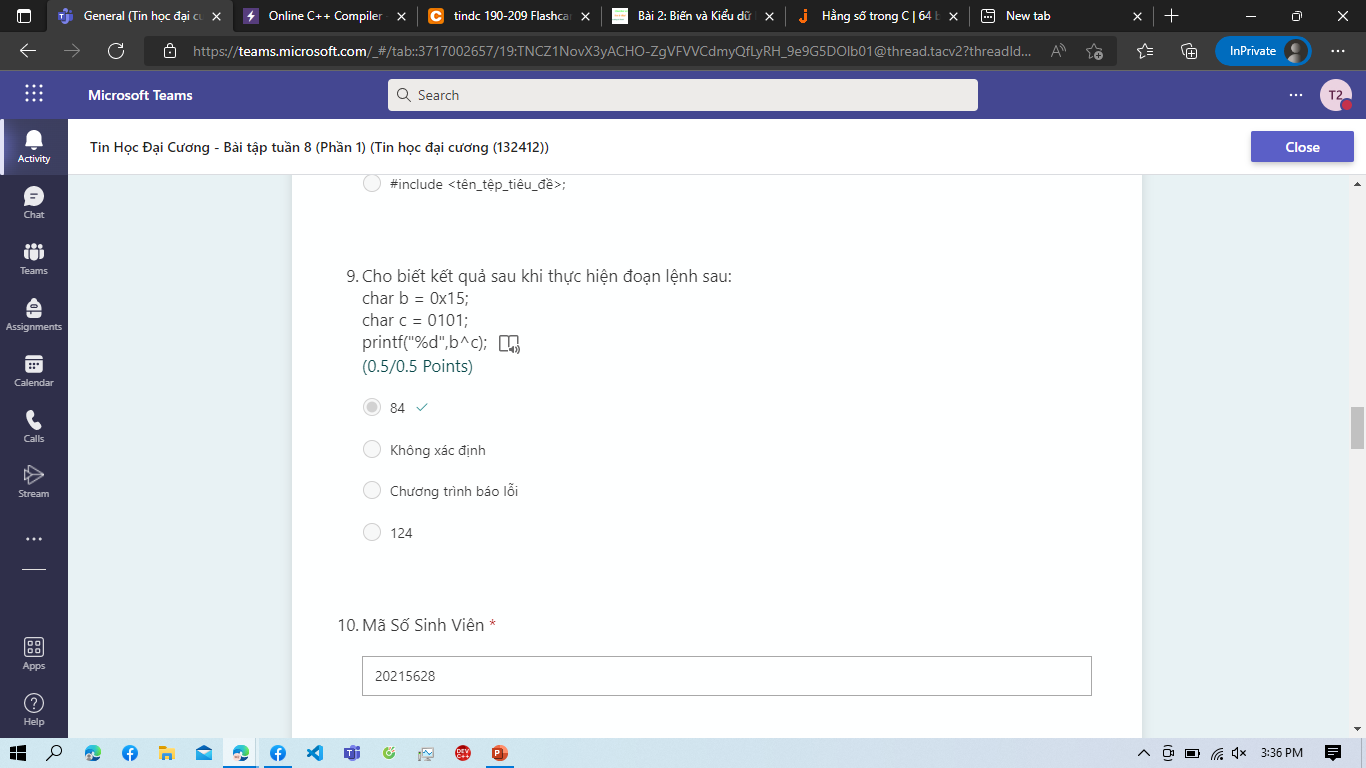 General (Tin học đại cu
Online C++ Compiler
tindc 190-209 Flashcar
Bài 2: Biến và Kiểu dữ
Hằng số trong C | 64 b
New tab
https://teams.microsoft.com/_#/tab::3717002657/19:TNCZ1NovX3yACHO-ZgVFVVCdmyQfLyRH_9e9G5DOIb01@thread.tacv2?threadId...
InPrivate
Microsoft Teams
Search
T2
Tin Học Đại Cương - Bài tập tuần 8 (Phần 1) (Tin học đại cương (132412))
Close
Activity
Chat
Teams
Assignments
Calendar
Calls
Stream
Apps
Help
#include <tên_tệp_tiêu_đề>;
9. Cho biết kết quả sau khi thực hiện đoạn lệnh sau:
char b = 0x15;
char c = 0101;
printf("%d",b^c);
(0.5/0.5 Points)
84
Không xác định
Chương trình báo lỗi
124
10. Mã Số Sinh Viên *
20215628
3:36 PM